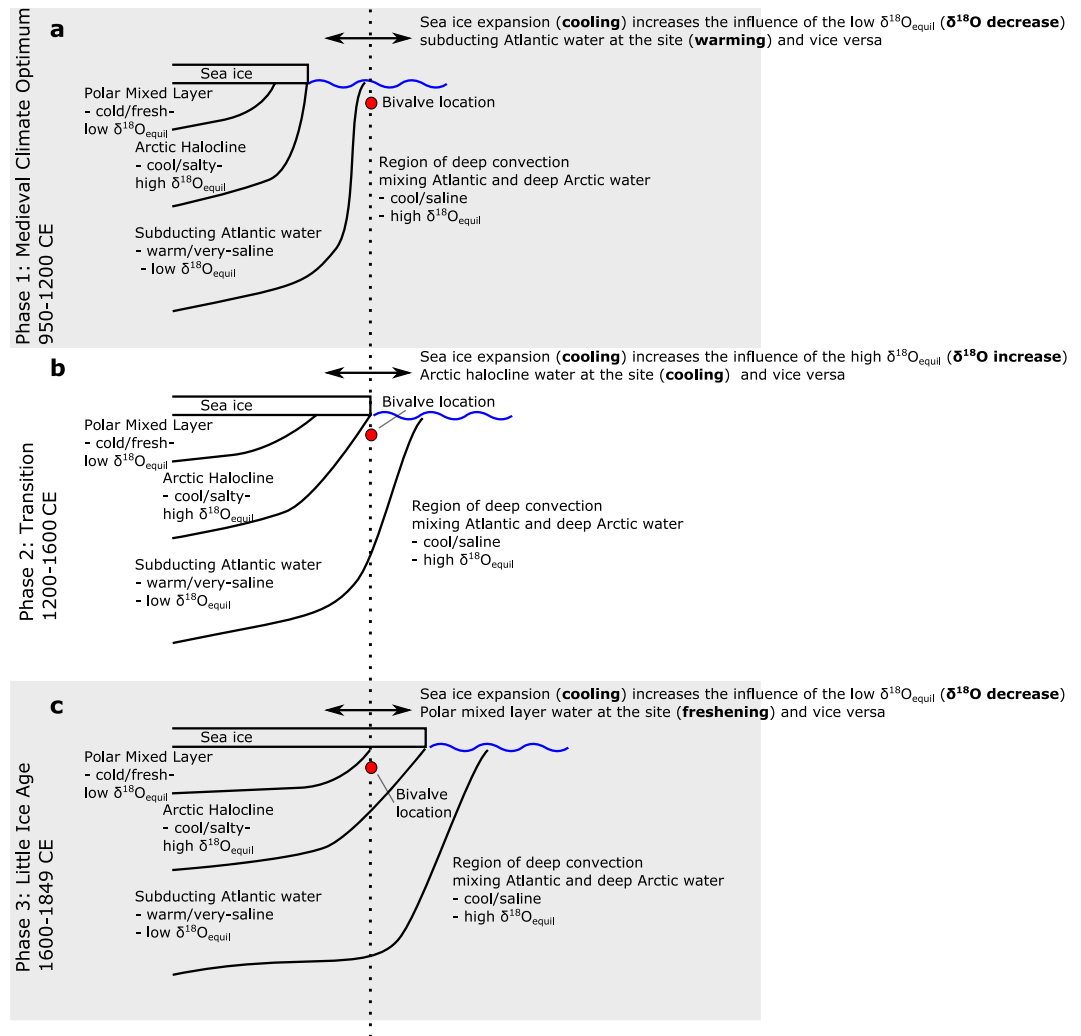 a
Sea ice expansion (cooling) increases the influence of the low δ¹⁸Oequil (δ¹⁸O decrease)
subducting Atlantic water at the site (warming) and vice versa
Sea ice
Polar Mixed Layer
- cold/fresh-
low δ¹⁸Oequil
Bivalve location
Arctic Halocline
- cool/salty-
high δ¹⁸Oequil
Region of deep convection
mixing Atlantic and deep Arctic water
- cool/saline
- high δ¹⁸Oequil
Subducting Atlantic water
- warm/very-saline
- low δ¹⁸Oequil
Phase 1: Medieval Climate Optimum
950-1200 CE
b
Sea ice expansion (cooling) increases the influence of the high δ¹⁸Oequil (δ¹⁸O increase)
Arctic halocline water at the site (cooling) and vice versa
Sea ice
Bivalve location
Polar Mixed Layer
- cold/fresh-
low δ¹⁸Oequil
Arctic Halocline
- cool/salty-
high δ¹⁸Oequil
Region of deep convection
mixing Atlantic and deep Arctic water
- cool/saline
- high δ¹⁸Oequil
Subducting Atlantic water
- warm/very-saline
- low δ¹⁸Oequil
Phase 2: Transition
1200-1600 CE
c
Sea ice expansion (cooling) increases the influence of the low δ¹⁸Oequil (δ¹⁸O decrease)
Polar mixed layer water at the site (freshening) and vice versa
Sea ice
Polar Mixed Layer
- cold/fresh-
low δ¹⁸Oequil
Bivalve
location
Arctic Halocline
- cool/salty-
high δ¹⁸Oequil
Region of deep convection
mixing Atlantic and deep Arctic water
- cool/saline
- high δ¹⁸Oequil
Subducting Atlantic water
- warm/very-saline
- low δ¹⁸Oequil
Phase 3: Little Ice Age
1600-1849 CE